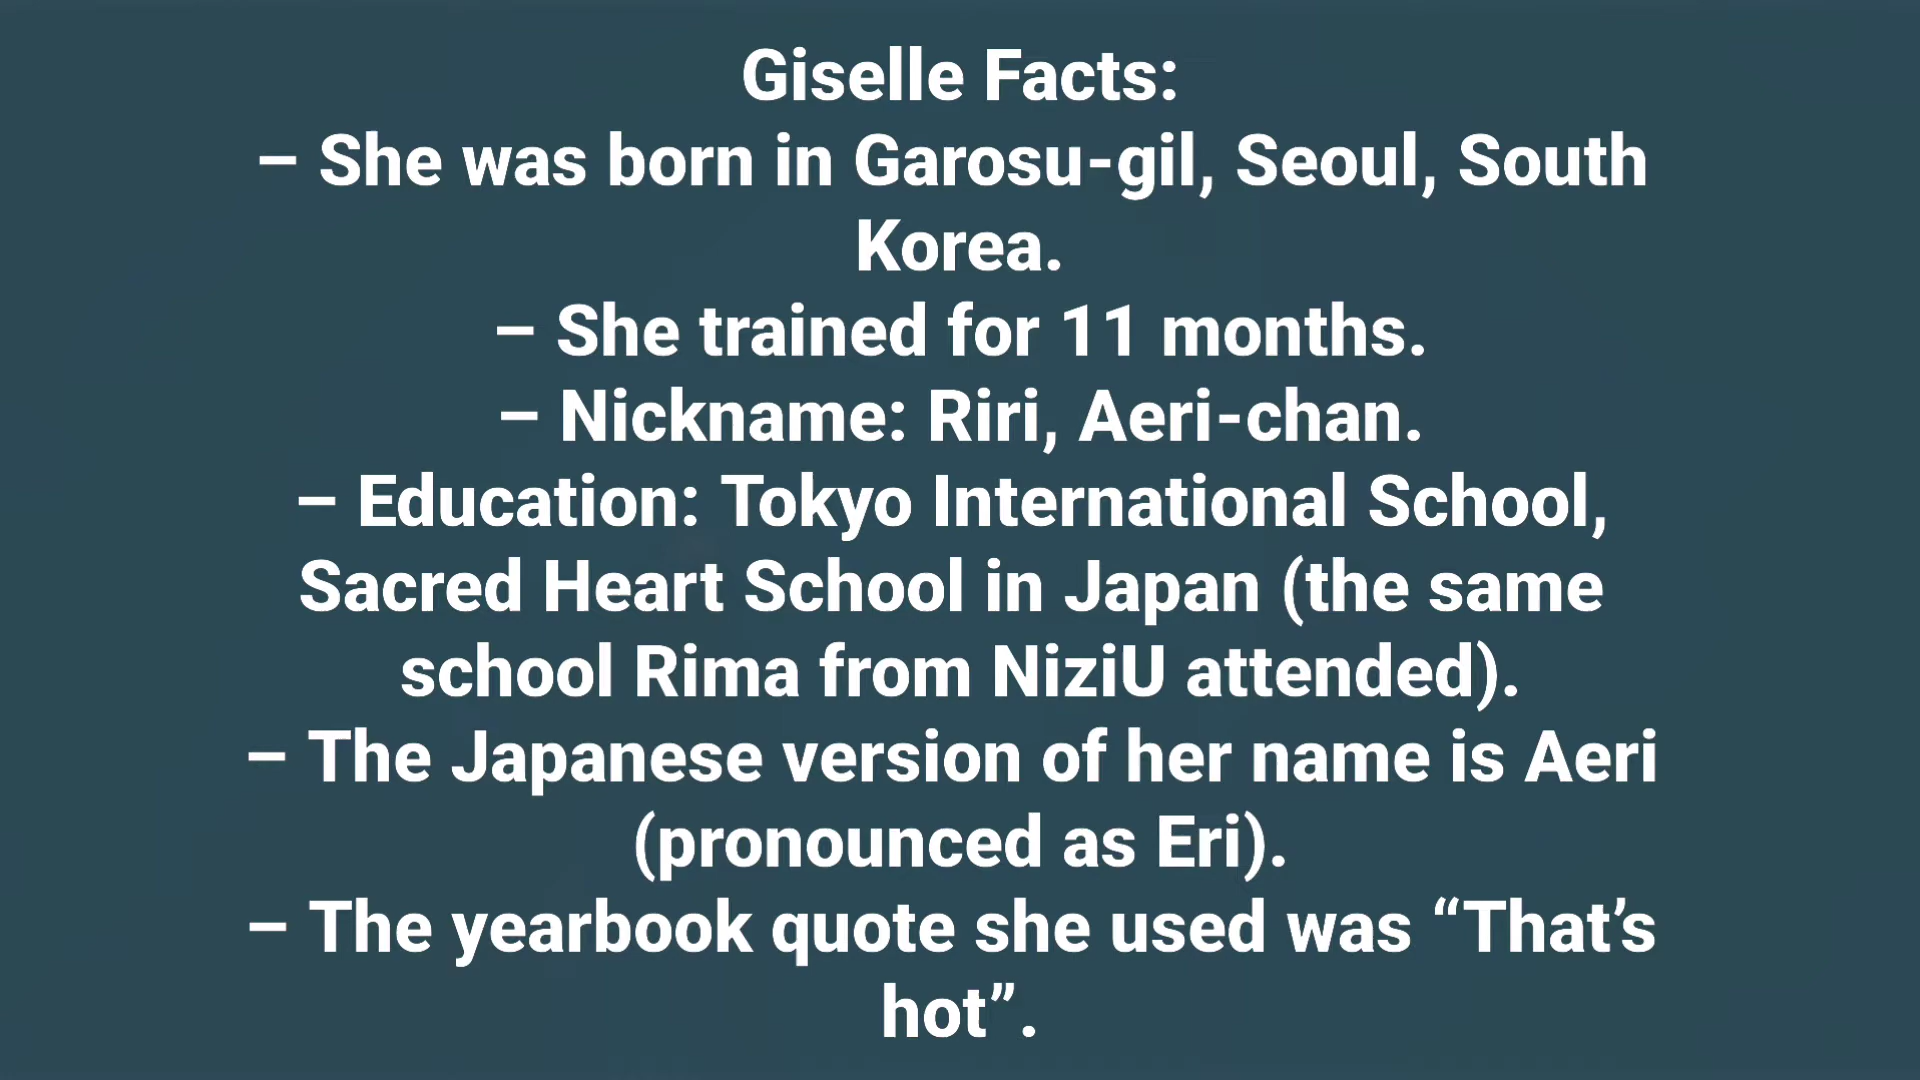 Giselle Facts:
– She was born in Garosu-gil, Seoul, South
Korea.
– She trained for 11 months.
– Nickname: Riri, Aeri-chan.
– Education: Tokyo International School,
Sacred Heart School in Japan (the same
school Rima from NiziU attended).
– The Japanese version of her name is Aeri
(pronounced as Eri).
– The yearbook quote she used was “That’s
hot”.